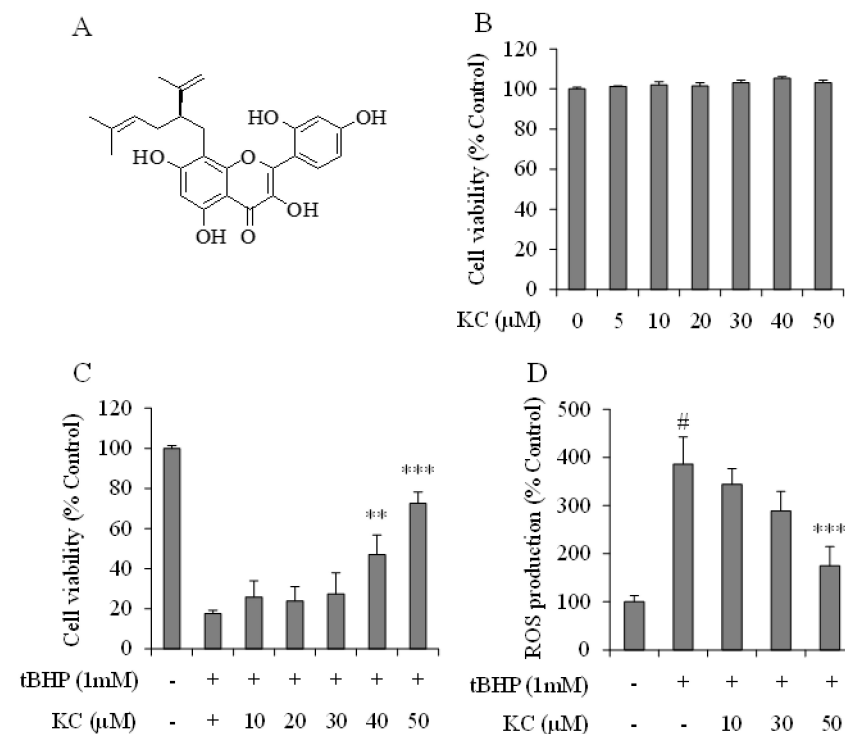 A
HO
OH
HO
O
OH
OH
O
B
Cell viability (% Control)
120
100
80
60
40
20
0
KC (μM) 0 5 10 20 30 40 50
C
Cell viability (% Control)
120
100
80
60
40
20
0
**
***
tBHP (1mM) - + + + + + +
KC (μM) - + 10 20 30 40 50
D
ROS production (% Control)
500
400
300
200
100
0
#
***
tBHP (1mM) - + + + +
KC (μM) - - 10 30 50